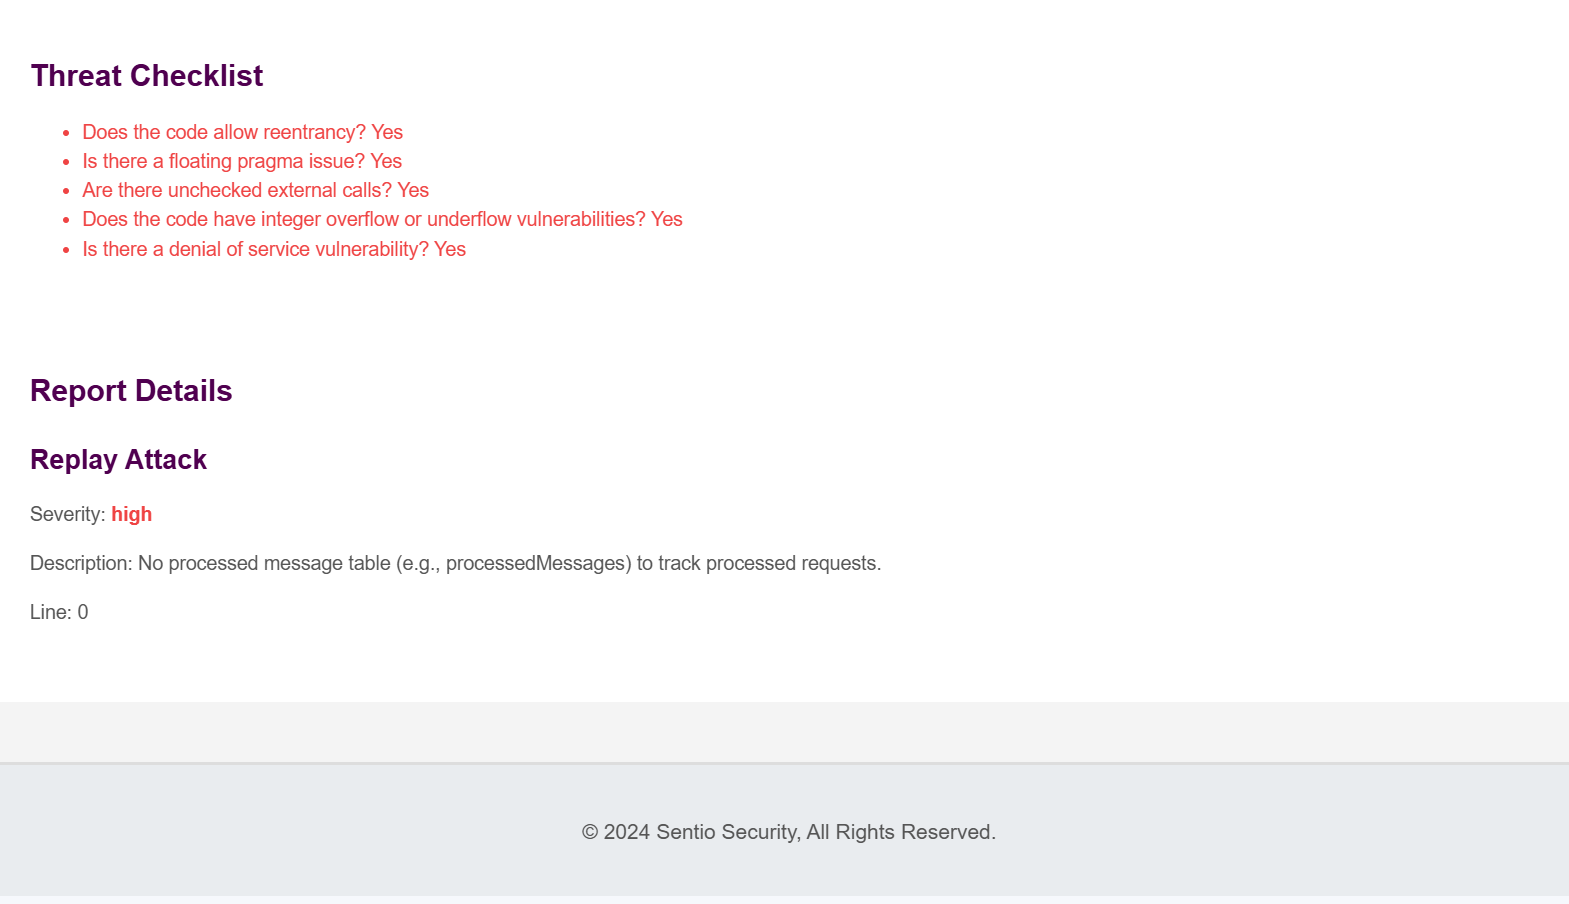 Threat Checklist
• Does the code allow reentrancy? Yes
• Is there a floating pragma issue? Yes
• Are there unchecked external calls? Yes
• Does the code have integer overflow or underflow vulnerabilities? Yes
• Is there a denial of service vulnerability? Yes
Report Details
Replay Attack
Severity: high
Description: No processed message table (e.g., processedMessages) to track processed requests.
Line: 0
© 2024 Sentio Security, All Rights Reserved.